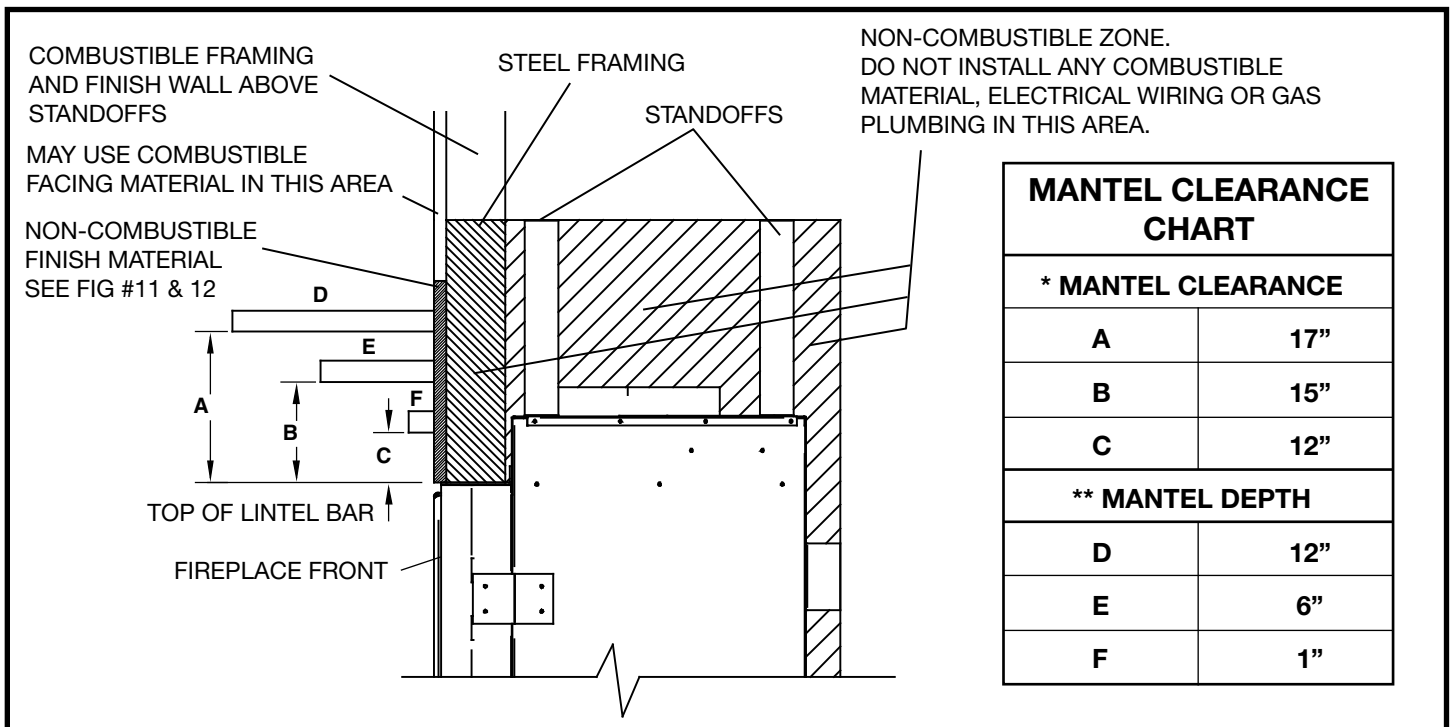 COMBUSTIBLE FRAMING
AND FINISH WALL ABOVE
STANDOFFS
MAY USE COMBUSTIBLE
FACING MATERIAL IN THIS AREA
NON-COMBUSTIBLE
FINISH MATERIAL
SEE FIG #11 & 12
STEEL FRAMING
STANDOFFS
NON-COMBUSTIBLE ZONE.
DO NOT INSTALL ANY COMBUSTIBLE
MATERIAL, ELECTRICAL WIRING OR GAS
PLUMBING IN THIS AREA.
D
E
F
A
B
C
TOP OF LINTEL BAR
FIREPLACE FRONT
MANTEL CLEARANCE
CHART
* MANTEL CLEARANCE
A 17”
B 15”
C 12”
** MANTEL DEPTH
D 12”
E 6”
F 1”